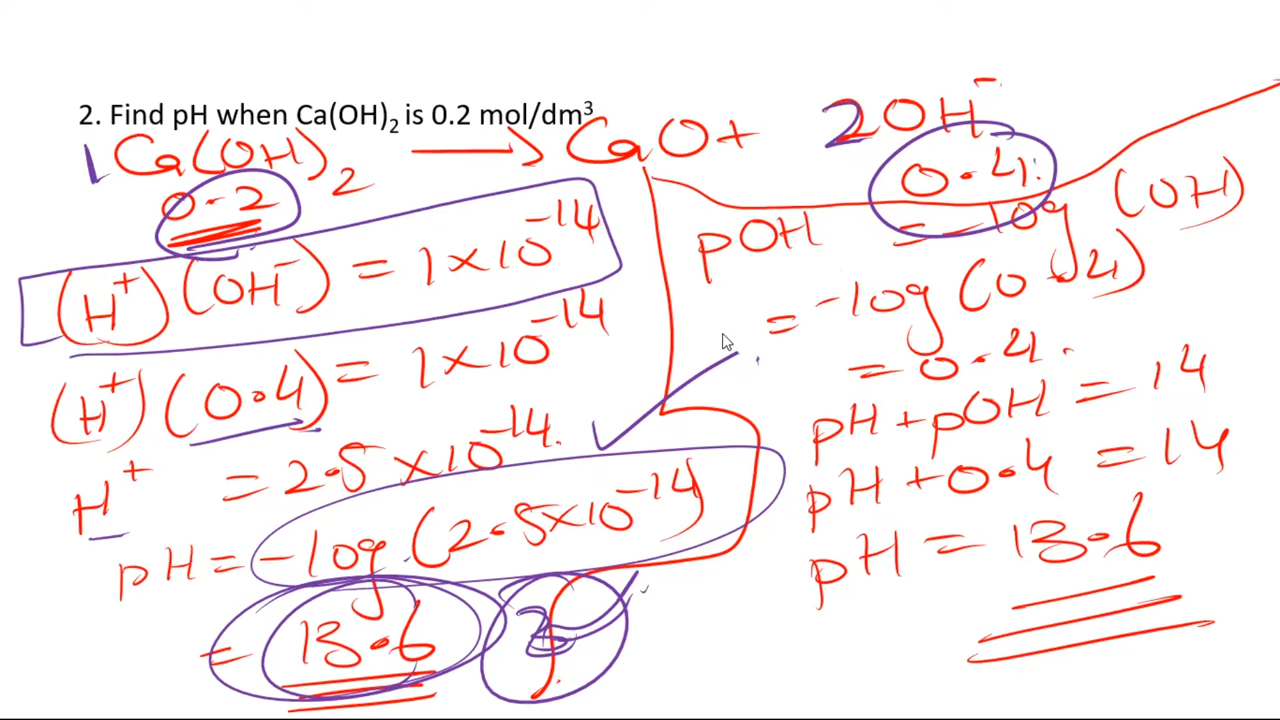 2. Find pH when Ca(OH)₂ is 0.2 mol/dm³
1 Ca(OH)₂ → CaO + 2OH⁻
0.2
0.4
(H⁺)(OH⁻) = 1×10⁻¹⁴
(H⁺)(0.4) = 1×10⁻¹⁴
H⁺ = 2.5×10⁻¹⁴
pH = -log(2.5×10⁻¹⁴)
= 13.6
pOH = -log(OH)
= -log(0.4)
= 0.4
pH + pOH = 14
pH + 0.4 = 14
pH = 13.6